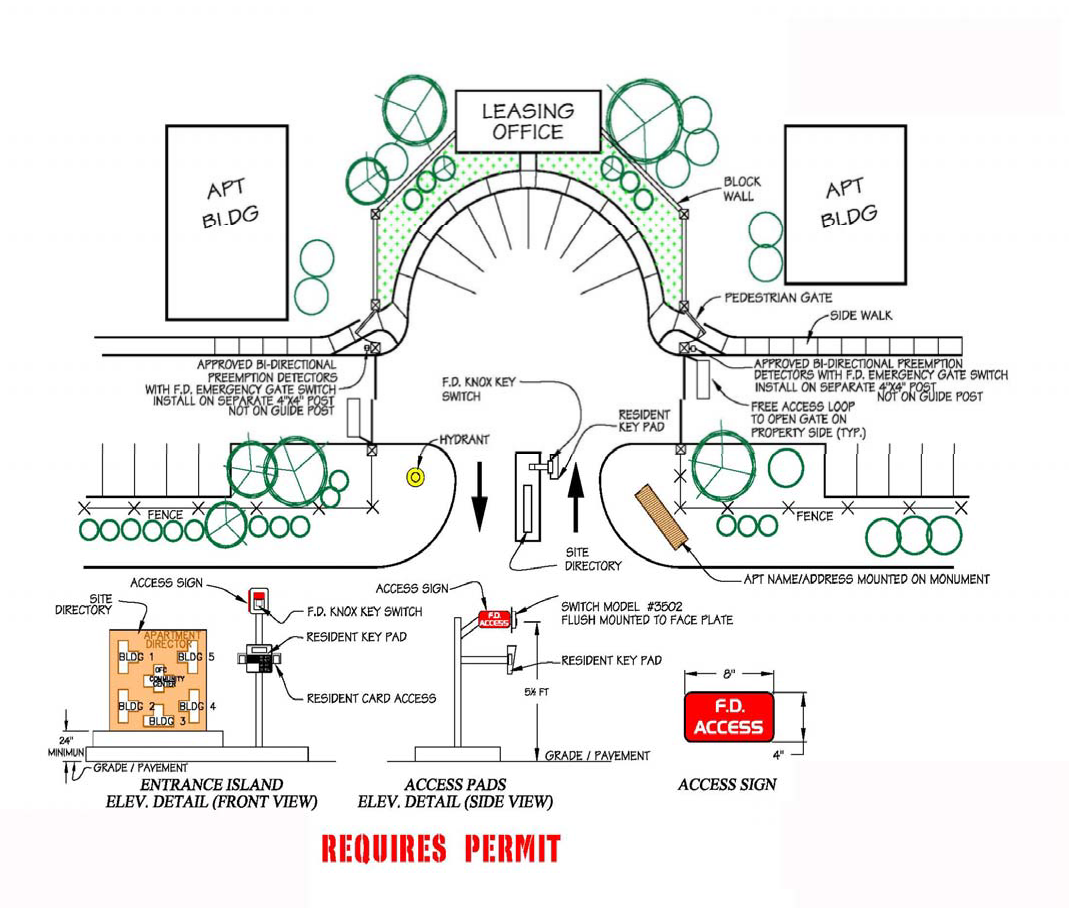 LEASING
OFFICE
APT
BLDG
APT
BLDG
BLOCK
WALL
PEDESTRIAN GATE
SIDE WALK
APPROVED BI-DIRECTIONAL
PREEMPTION DETECTORS
WITH F.D. EMERGENCY GATE SWITCH
INSTALL ON SEPARATE 4"X4" POST
NOT ON GUIDE POST
APPROVED BI-DIRECTIONAL PREEMPTION
DETECTORS WITH F.D. EMERGENCY GATE SWITCH
INSTALL ON SEPARATE 4"X4" POST
NOT ON GUIDE POST
F.D. KNOX KEY
SWITCH
RESIDENT
KEY PAD
FREE ACCESS LOOP
TO OPEN GATE ON
PROPERTY SIDE (TYP.)
HYDRANT
FENCE
FENCE
SITE
DIRECTORY
APT NAME/ADDRESS MOUNTED ON MONUMENT
ACCESS SIGN
SITE
DIRECTORY
F.D. KNOX KEY SWITCH
RESIDENT KEY PAD
RESIDENT CARD ACCESS
APARTMENT
DIRECTOR
BLDG 1
BLDG 5
OFC
COMMUNITY
CENTER
BLDG 2
BLDG 4
BLDG 3
24"
MINIMUN
GRADE / PAVEMENT
ENTRANCE ISLAND
ELEV. DETAIL (FRONT VIEW)
ACCESS SIGN
F.D.
ACCESS
SWITCH MODEL #3502
FLUSH MOUNTED TO FACE PLATE
RESIDENT KEY PAD
5½ FT
GRADE / PAVEMENT
ACCESS PADS
ELEV. DETAIL (SIDE VIEW)
8"
F.D.
ACCESS
4"
ACCESS SIGN
REQUIRES PERMIT